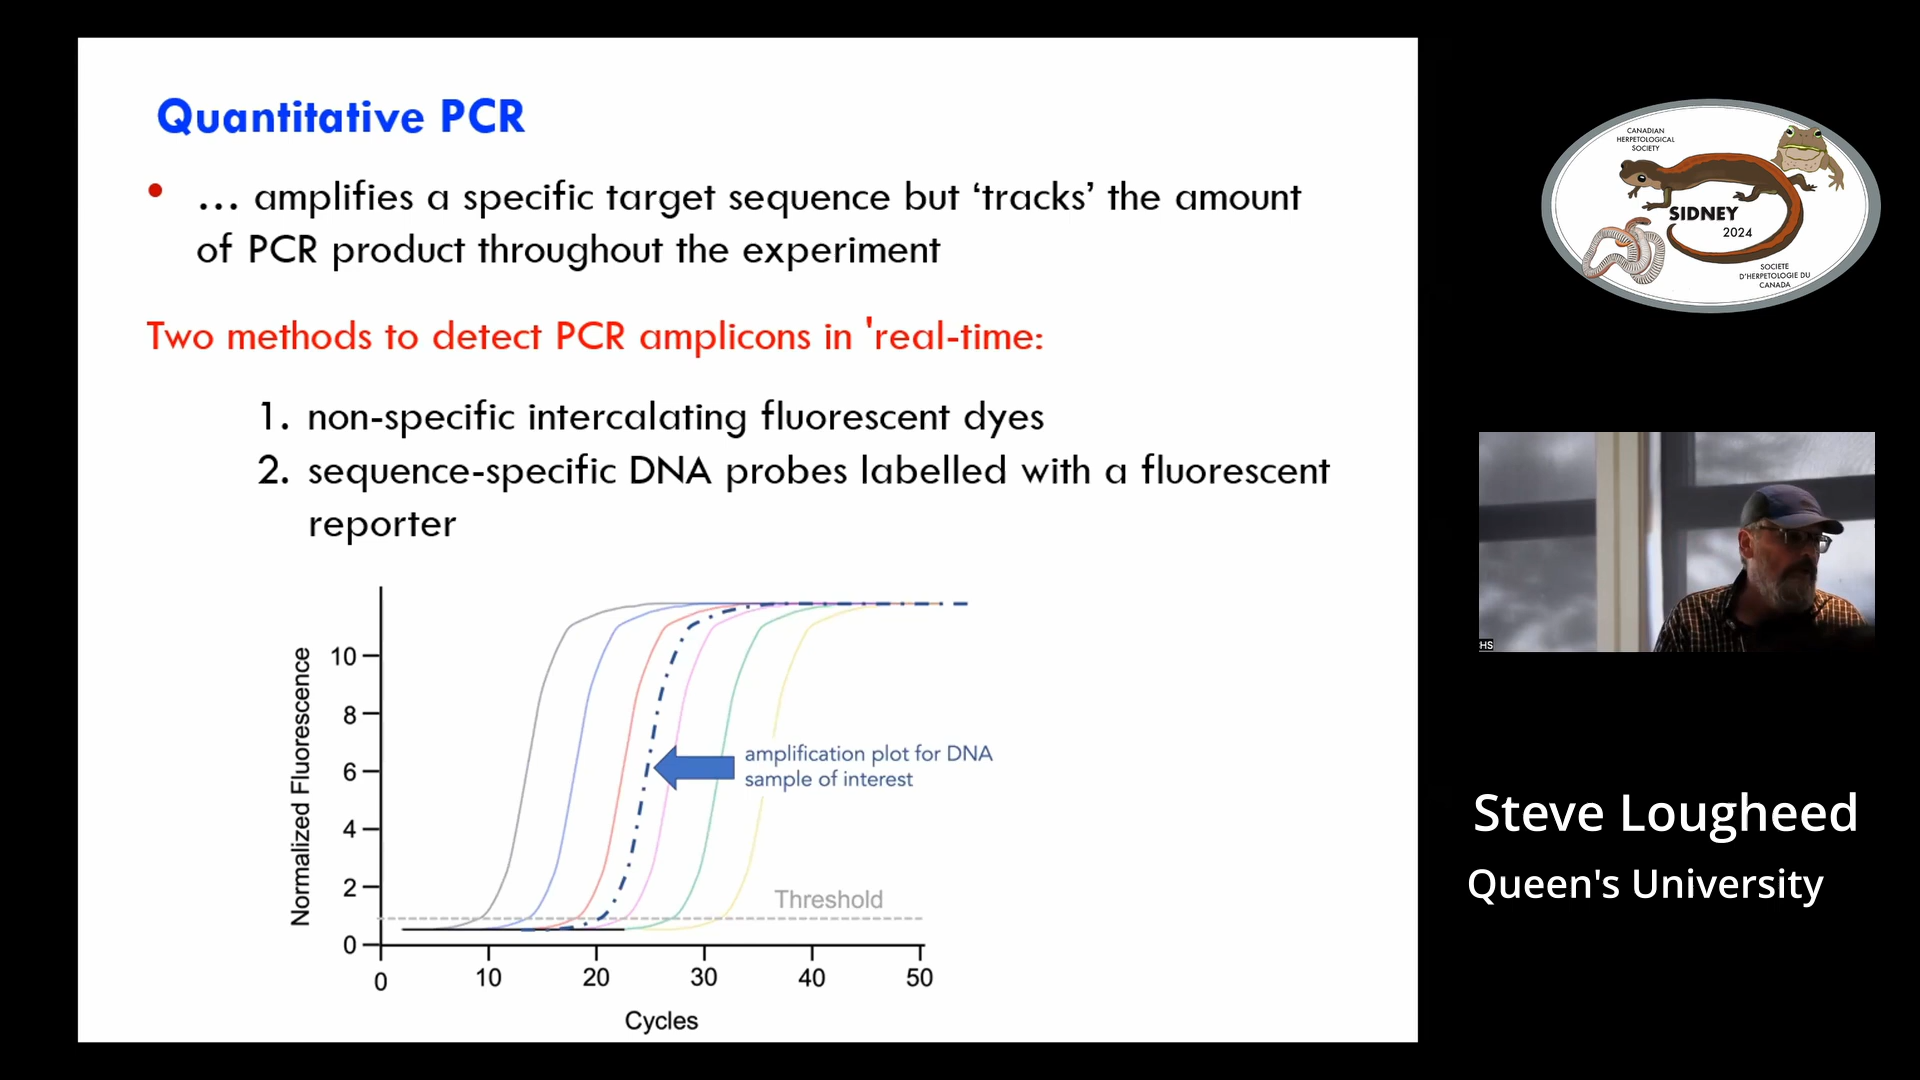 Quantitative PCR
• … amplifies a specific target sequence but ‘tracks’ the amount
of PCR product throughout the experiment
Two methods to detect PCR amplicons in 'real-time:
1. non-specific intercalating fluorescent dyes
2. sequence-specific DNA probes labelled with a fluorescent
reporter
Normalized Fluorescence
10
8
6
4
2
0
amplification plot for DNA
sample of interest
Threshold
0 10 20 30 40 50
Cycles
CANADIAN
HERPETOLOGICAL
SOCIETY
SIDNEY
2024
SOCIETE
D'HERPETOLOGIE DU
CANADA
HS
Steve Lougheed
Queen's University